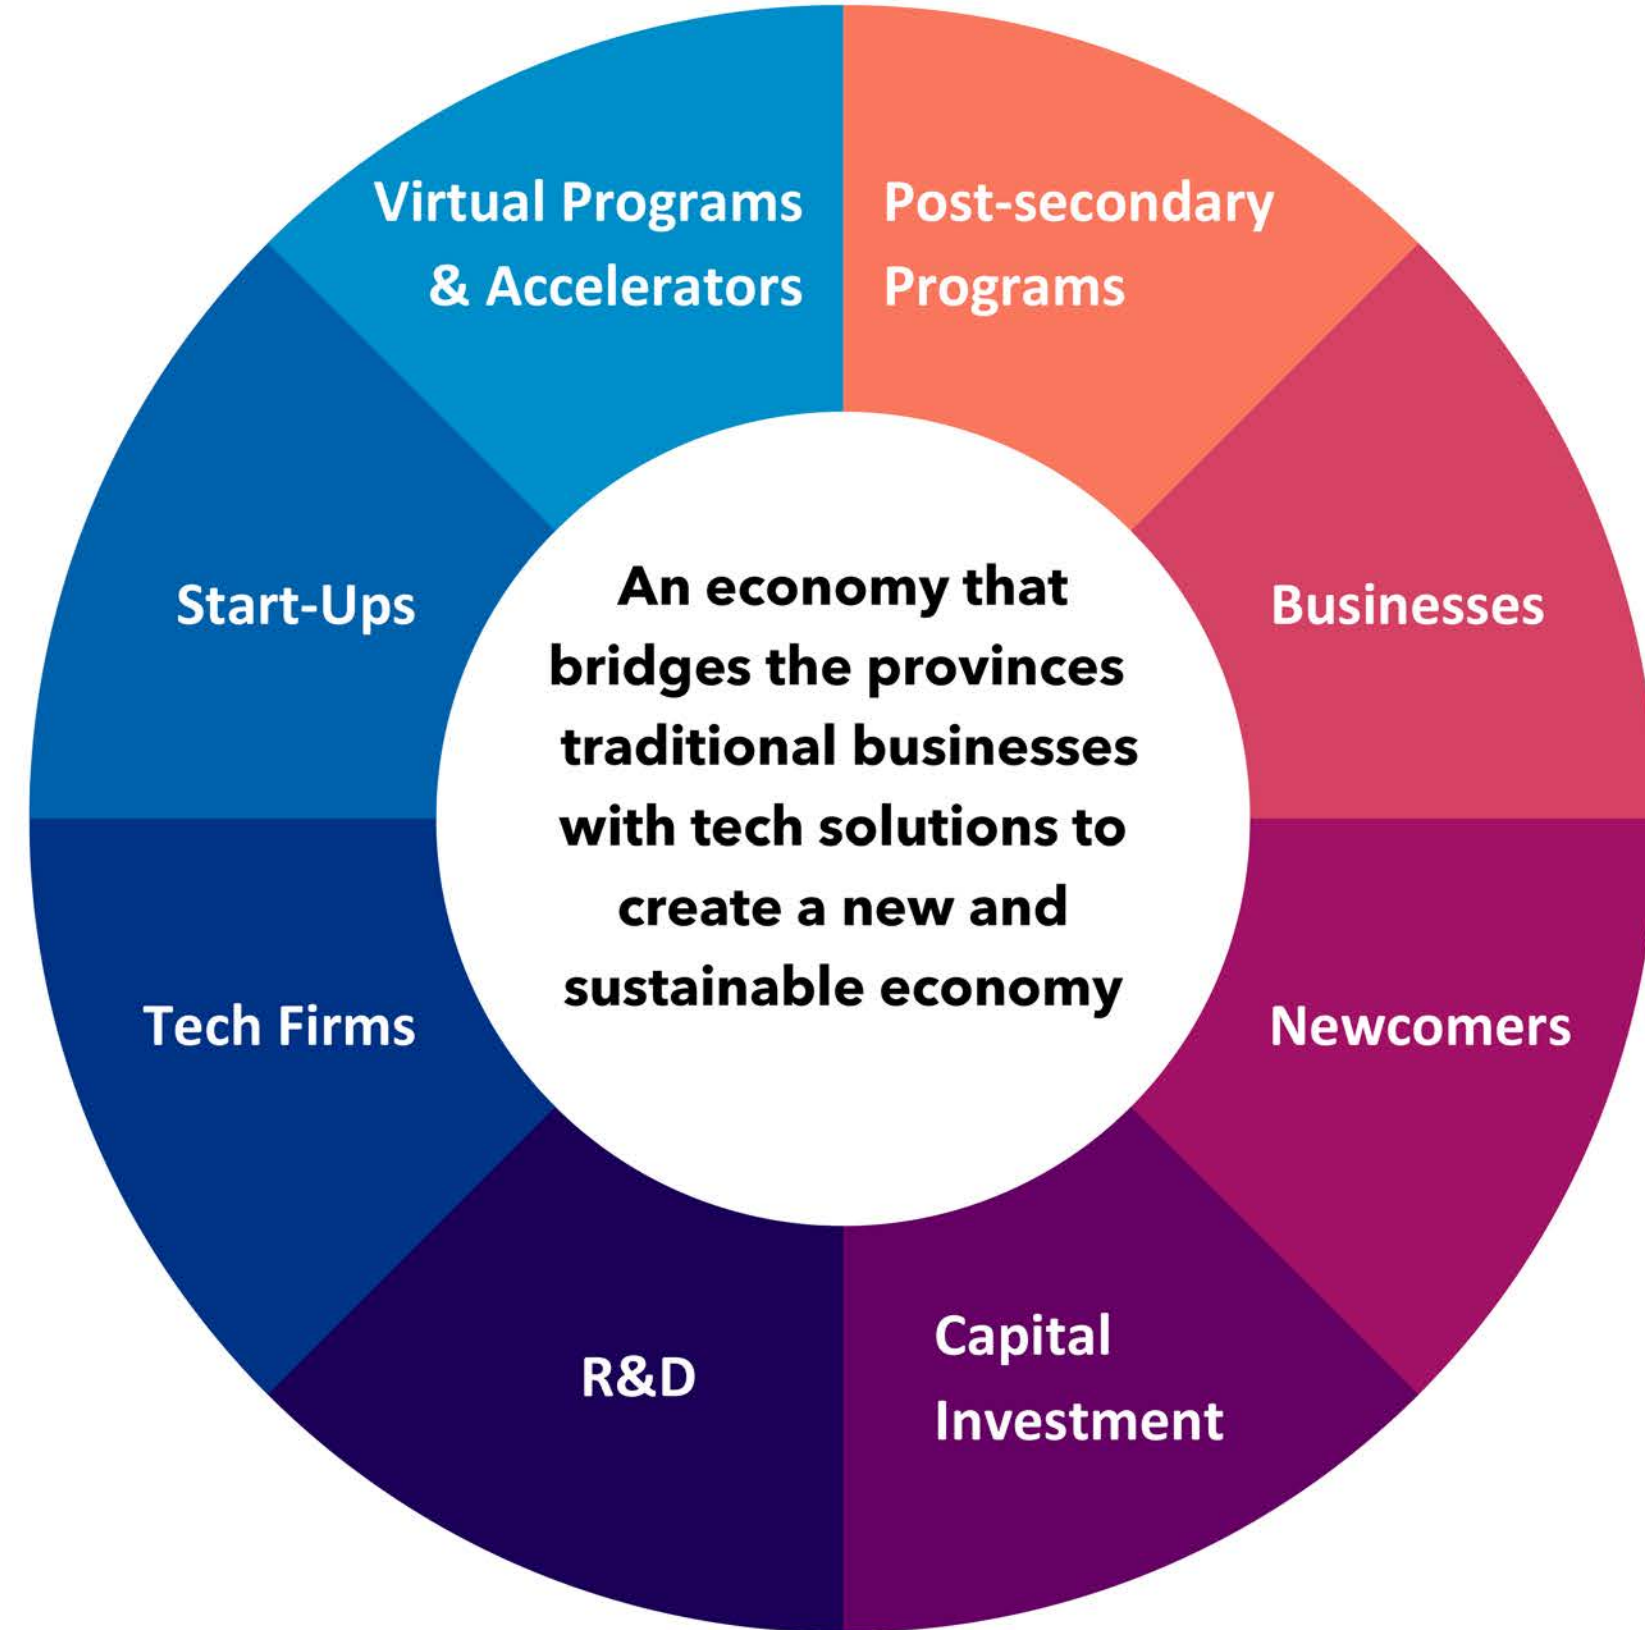 Virtual Programs
& Accelerators
Post-secondary
Programs
Start-Ups
Businesses
An economy that
bridges the provinces
traditional businesses
with tech solutions to
create a new and
sustainable economy
Tech Firms
Newcomers
R&D
Capital
Investment